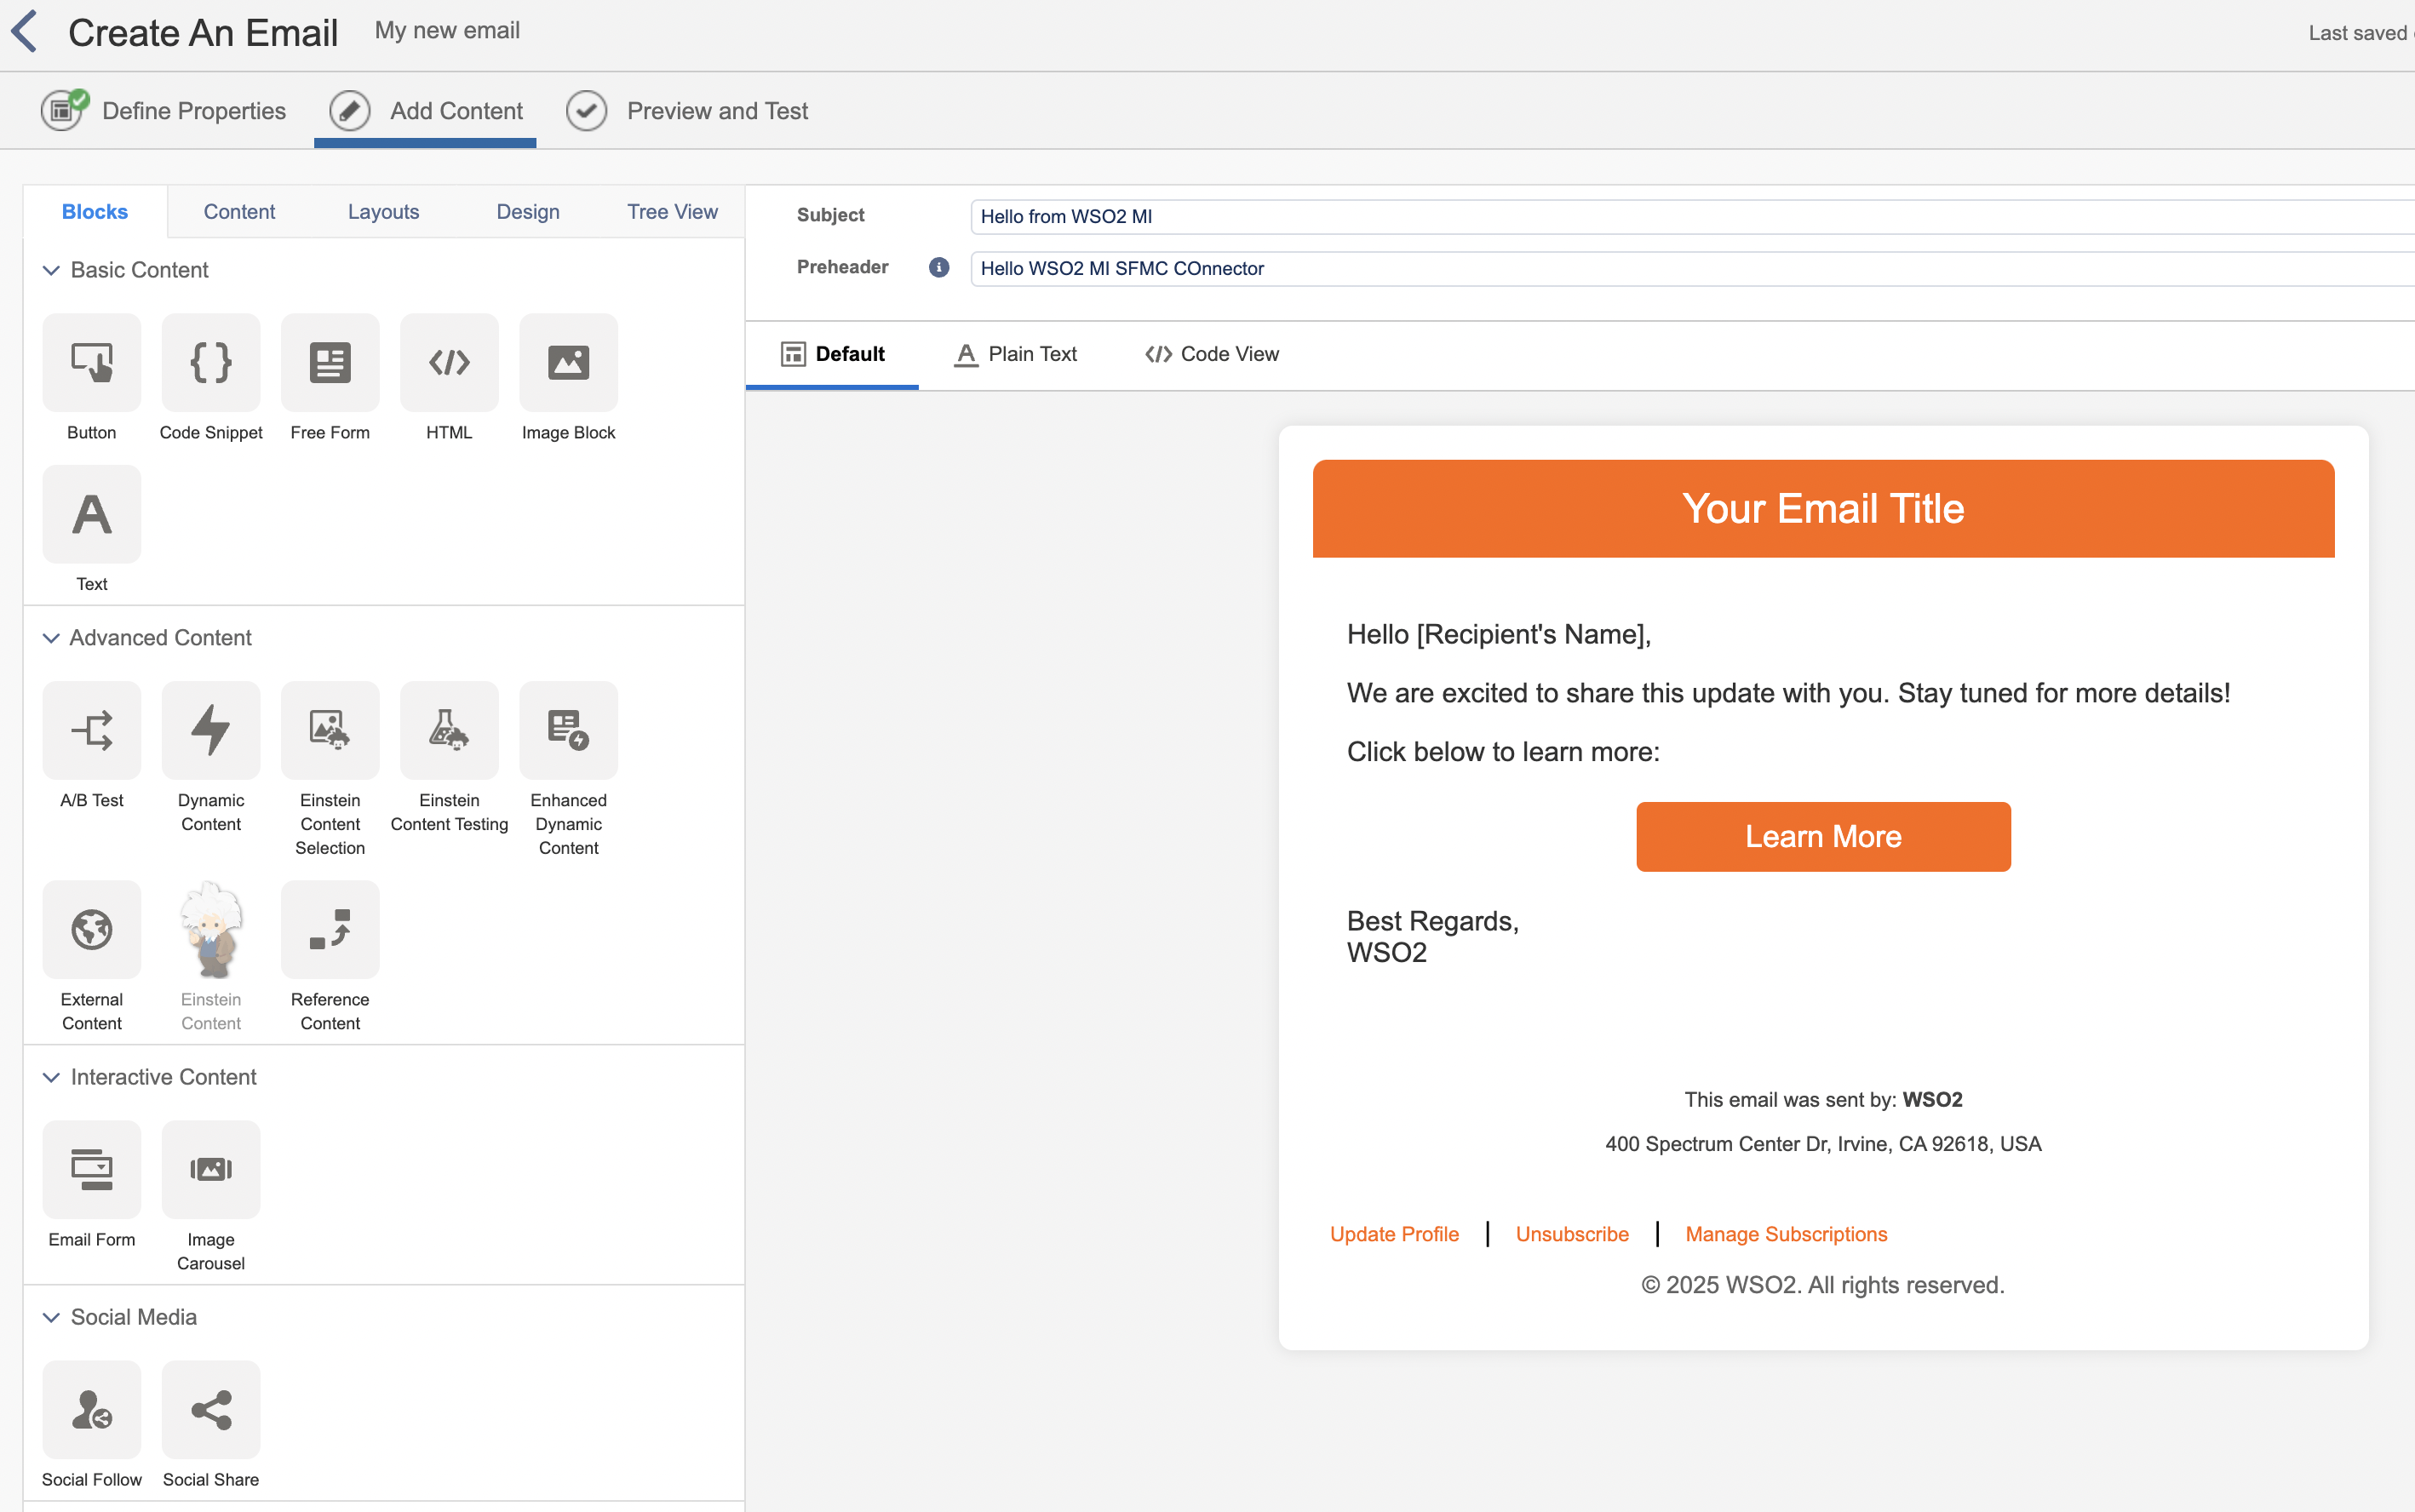 Create An Email
My new email
Last saved
Define Properties
Add Content
Preview and Test
Blocks
Content
Layouts
Design
Tree View
Basic Content
Button
Code Snippet
Free Form
HTML
Image Block
Text
Advanced Content
A/B Test
Dynamic
Content
Einstein
Content
Selection
Einstein
Content Testing
Enhanced
Dynamic
Content
External
Content
Einstein
Content
Reference
Content
Interactive Content
Email Form
Image
Carousel
Social Media
Social Follow
Social Share
Subject
Hello from WSO2 MI
Preheader
Hello WSO2 MI SFMC COnnector
Default
Plain Text
Code View
Your Email Title
Hello [Recipient's Name],
We are excited to share this update with you. Stay tuned for more details!
Click below to learn more:
Learn More
Best Regards,
WSO2
This email was sent by: WSO2
400 Spectrum Center Dr, Irvine, CA 92618, USA
Update Profile | Unsubscribe | Manage Subscriptions
© 2025 WSO2. All rights reserved.